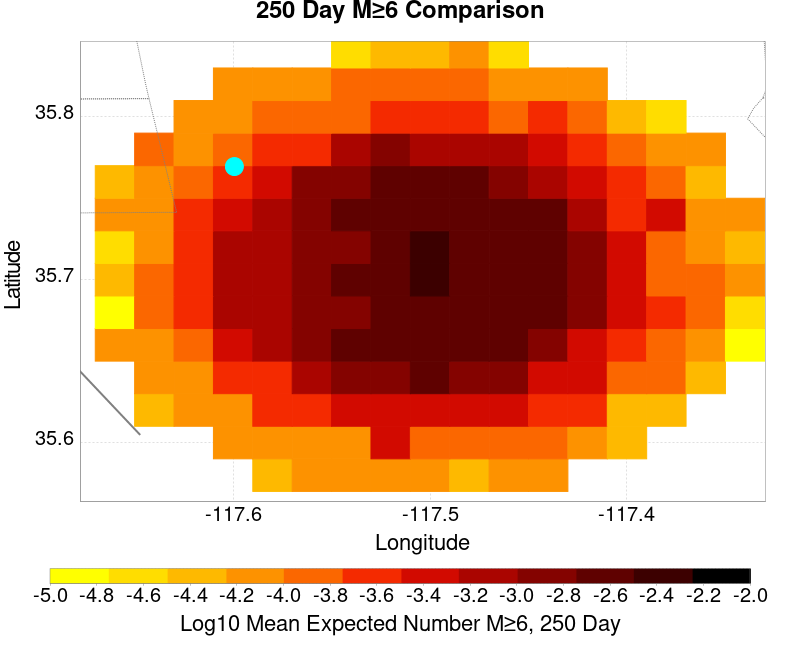 250 Day M≥6 Comparison
35.8
35.7
35.6
Latitude
-117.6 -117.5 -117.4
Longitude
-5.0 -4.8 -4.6 -4.4 -4.2 -4.0 -3.8 -3.6 -3.4 -3.2 -3.0 -2.8 -2.6 -2.4 -2.2 -2.0
Log10 Mean Expected Number M≥6, 250 Day